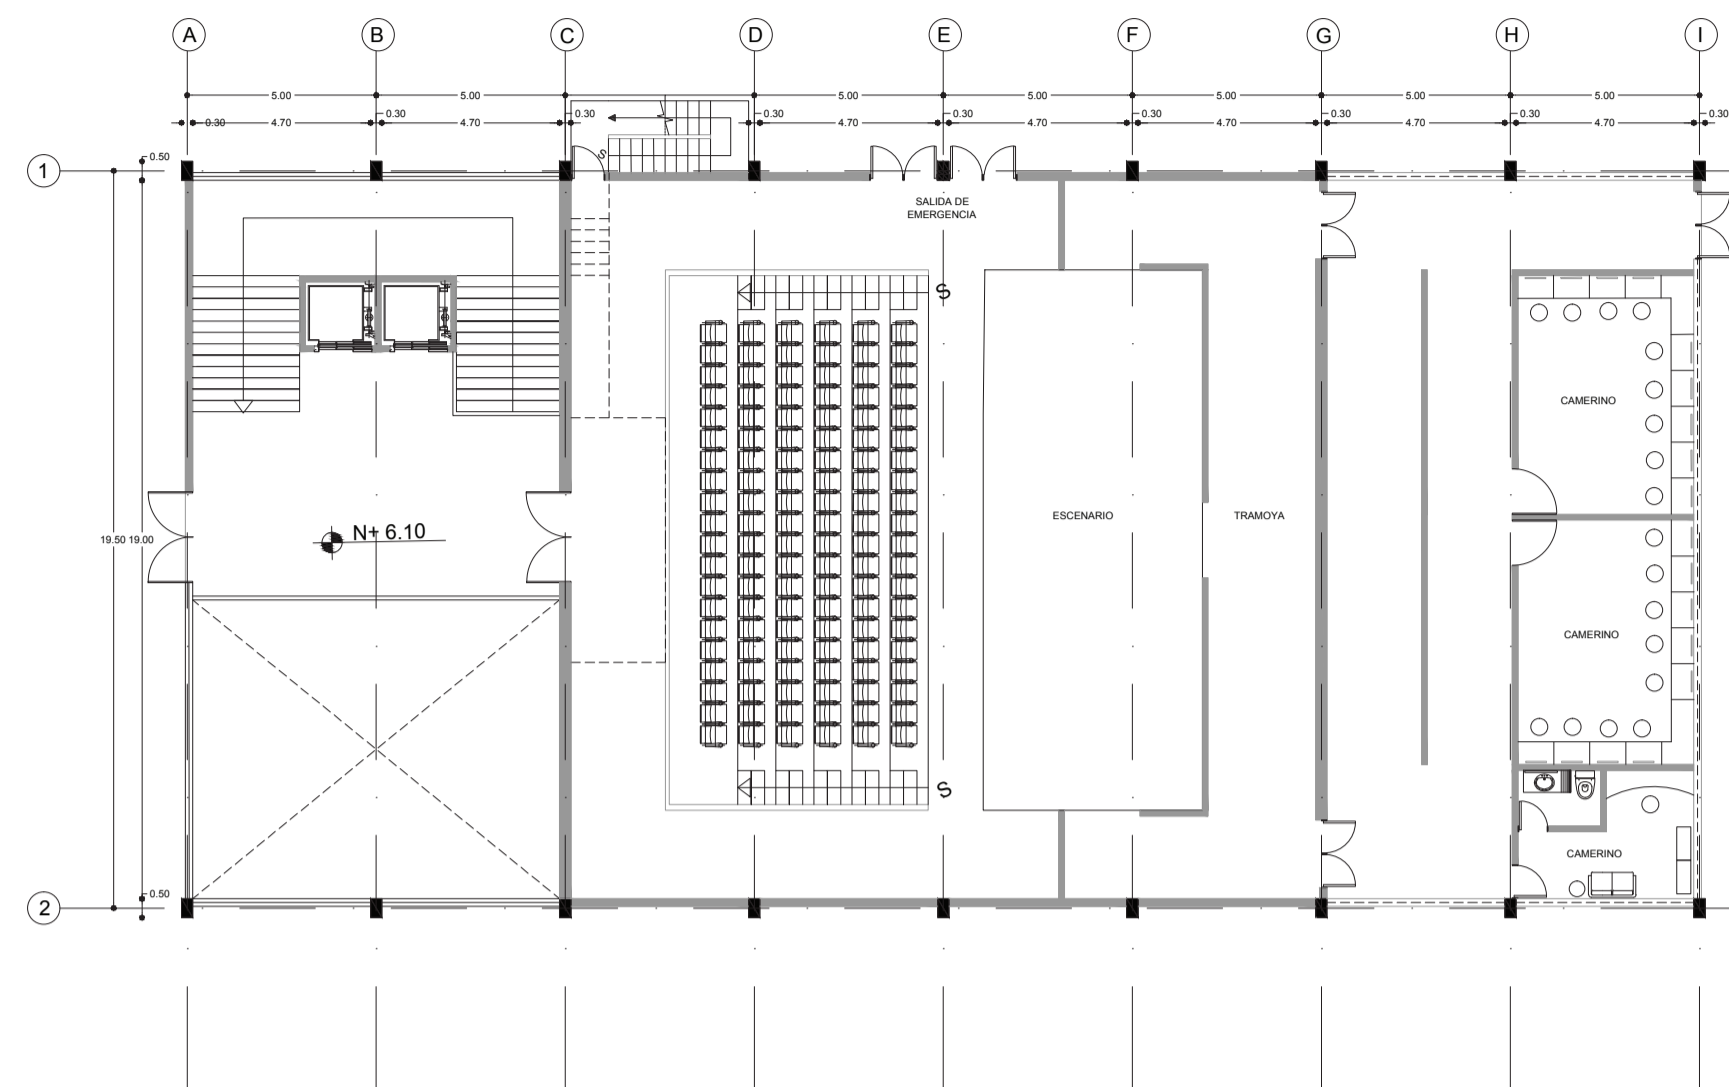 A B C D E F G H I
5.00 5.00 5.00 5.00 5.00 5.00 5.00
0.30 4.70 0.30 4.70 0.30 0.30 4.70 0.30 4.70 0.30 4.70 0.30 4.70 0.30 4.70 0.30
1
0.50
S
SALIDA DE
EMERGENCIA
S
CAMERINO
ESCENARIO
TRAMOYA
N+ 6.10
19.50 19.00
CAMERINO
S
CAMERINO
0.50
2